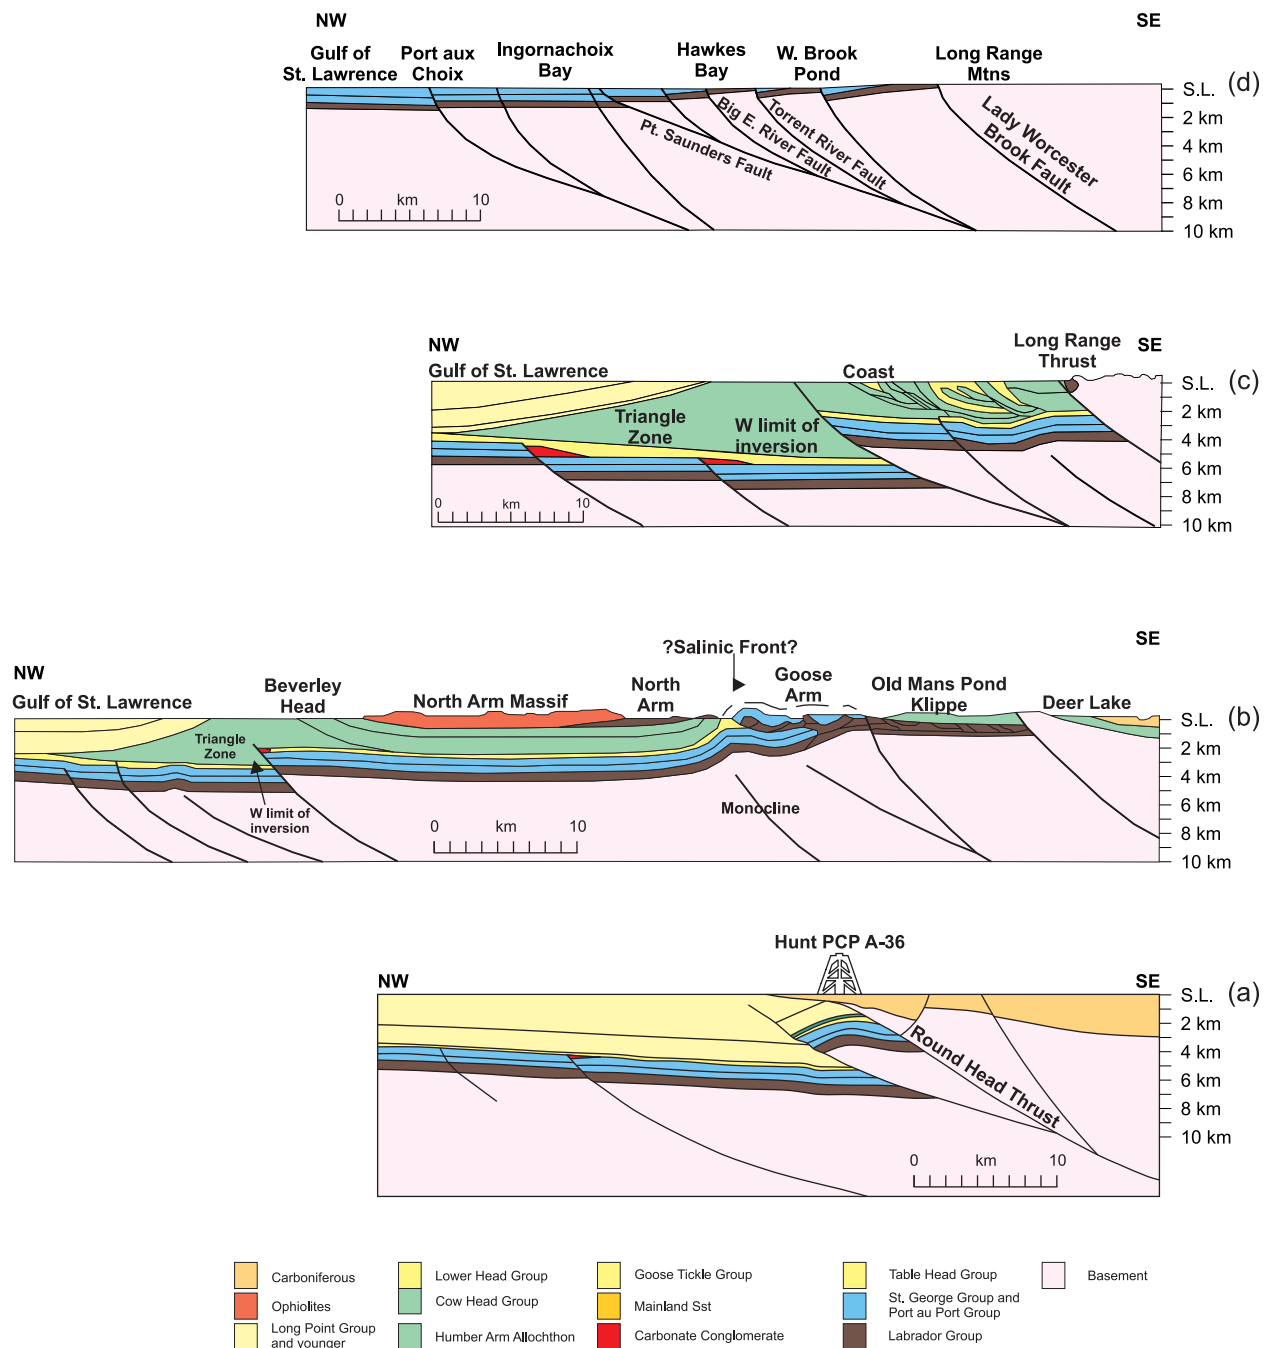 NW
SE
Gulf of
St. Lawrence
Port aux
Choix
Ingornachoix
Bay
Hawkes
Bay
W. Brook
Pond
Long Range
Mtns
S.L.
(d)
2 km
4 km
6 km
8 km
10 km
Pt. Saunders Fault
Big E. River Fault
Torrent River Fault
Lady Worcester
Brook Fault
0
km
10
NW
Gulf of St. Lawrence
Coast
Long Range
Thrust
SE
S.L.
(c)
2 km
4 km
6 km
8 km
10 km
Triangle
Zone
W limit of
inversion
0
km
10
?Salinic Front?
SE
NW
Gulf of St. Lawrence
Beverley
Head
North Arm Massif
North
Arm
Goose
Arm
Old Mans Pond
Klippe
Deer Lake
S.L.
(b)
2 km
4 km
6 km
8 km
10 km
Triangle
Zone
W limit of
inversion
Monocline
0
km
10
Hunt PCP A-36
NW
SE
S.L.
(a)
2 km
4 km
6 km
8 km
10 km
Round Head Thrust
0
km
10
Carboniferous
Ophiolites
Long Point Group
and younger
Lower Head Group
Cow Head Group
Humber Arm Allochthon
Goose Tickle Group
Mainland Sst
Carbonate Conglomerate
Table Head Group
St. George Group and
Port au Port Group
Labrador Group
Basement